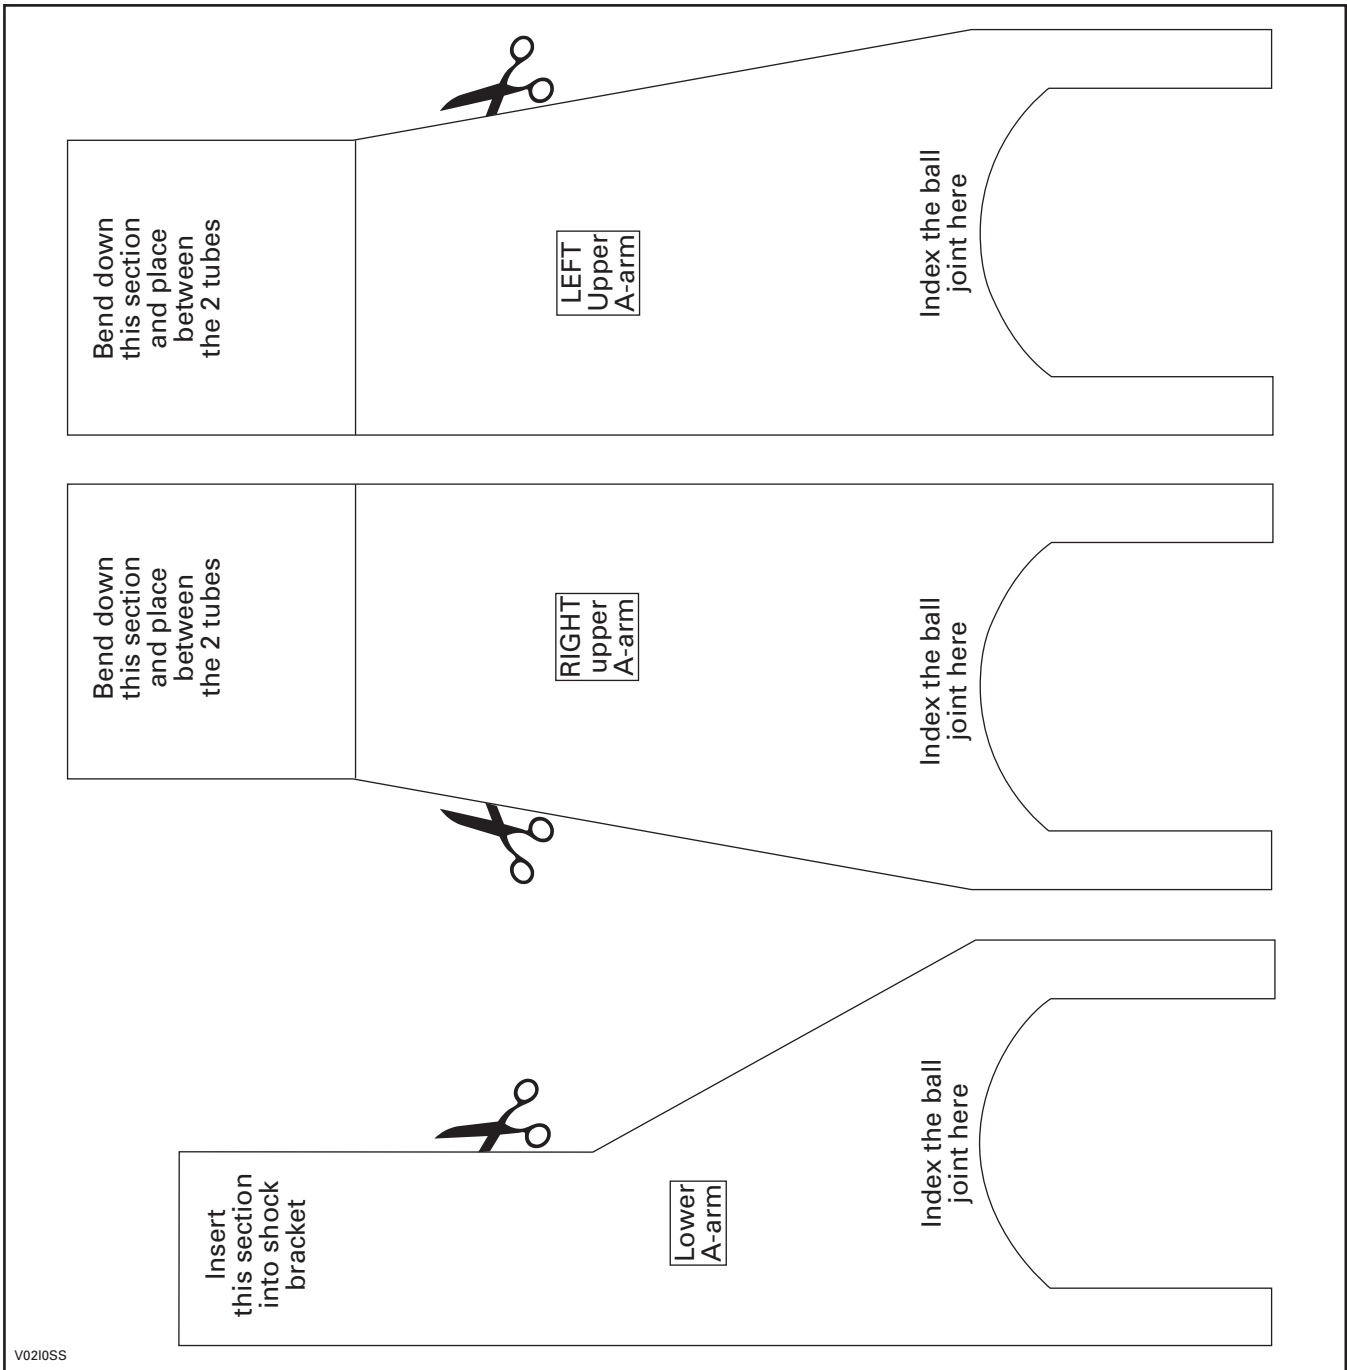 Bend down
this section
and place
between
the 2 tubes
LEFT
Upper
A-arm
Index the ball
joint here
Bend down
this section
and place
between
the 2 tubes
RIGHT
upper
A-arm
Index the ball
joint here
Insert
this section
into shock
bracket
Lower
A-arm
Index the ball
joint here
V02I0SS